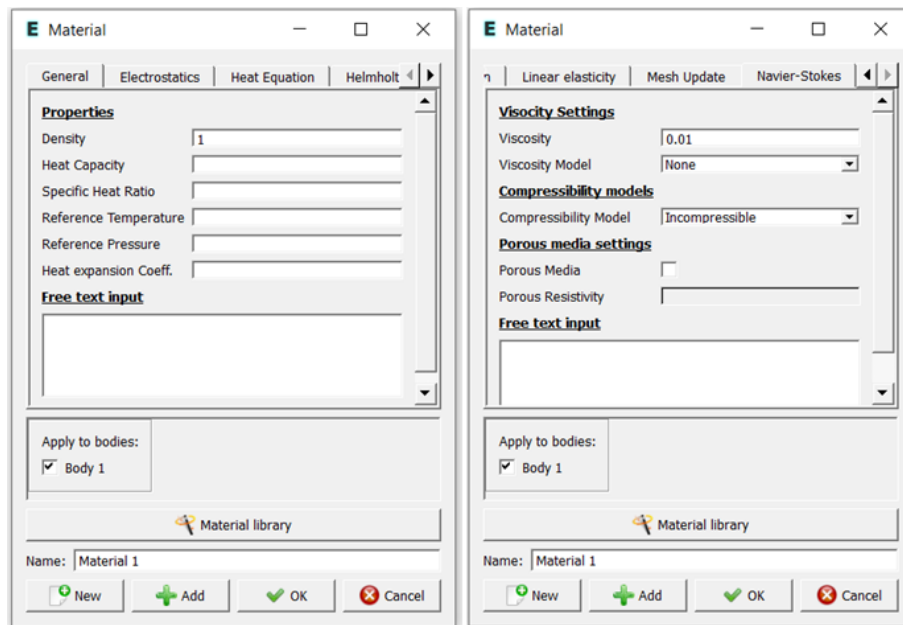 E Material
General Electrostatics Heat Equation Helmholt
Properties
Density 1
Heat Capacity
Specific Heat Ratio
Reference Temperature
Reference Pressure
Heat expansion Coeff.
Free text input
Apply to bodies:
Body 1
Material library
Name: Material 1
New Add OK Cancel
E Material
n Linear elasticity Mesh Update Navier-Stokes
Visocity Settings
Viscosity 0.01
Viscosity Model None
Compressibility models
Compressibility Model Incompressible
Porous media settings
Porous Media
Porous Resistivity
Free text input
Apply to bodies:
Body 1
Material library
Name: Material 1
New Add OK Cancel